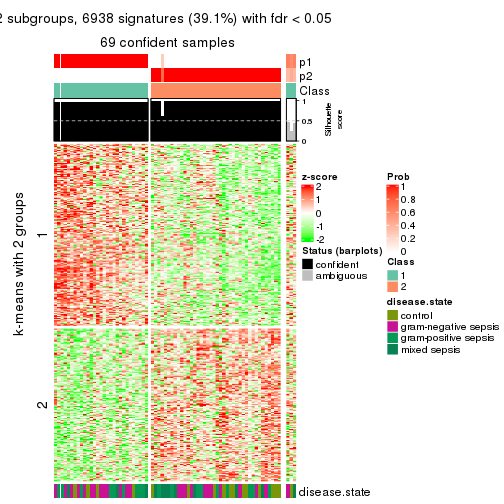 2 subgroups, 6938 signatures (39.1%) with fdr < 0.05
69 confident samples
p1
p2
Class
1
0.5
0
Silhouette
score
k-means with 2 groups
1
2
z-score
2
1
0
-1
-2
Status (barplots)
confident
ambiguous
Prob
1
0.8
0.6
0.4
0.2
0
Class
1
2
disease.state
control
gram-negative sepsis
gram-positive sepsis
mixed sepsis
disease.state